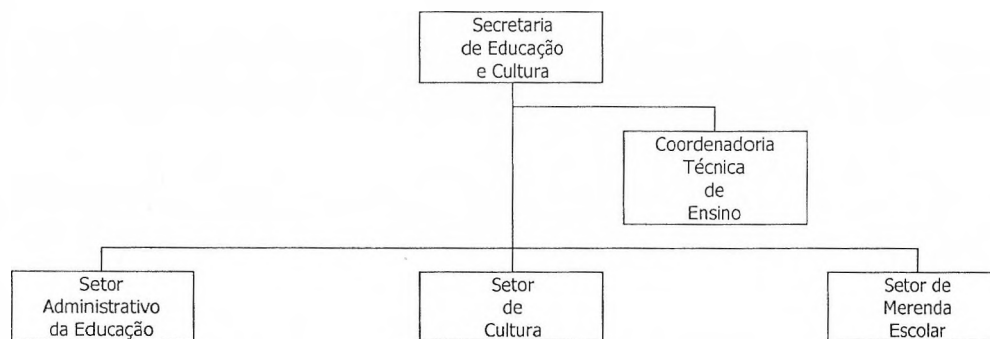 Secretaria
de Educação
e Cultura
Coordenadoria
Técnica
de
Ensino
Setor
Administrativo
da Educação
Setor
de
Cultura
Setor de
Merenda
Escolar